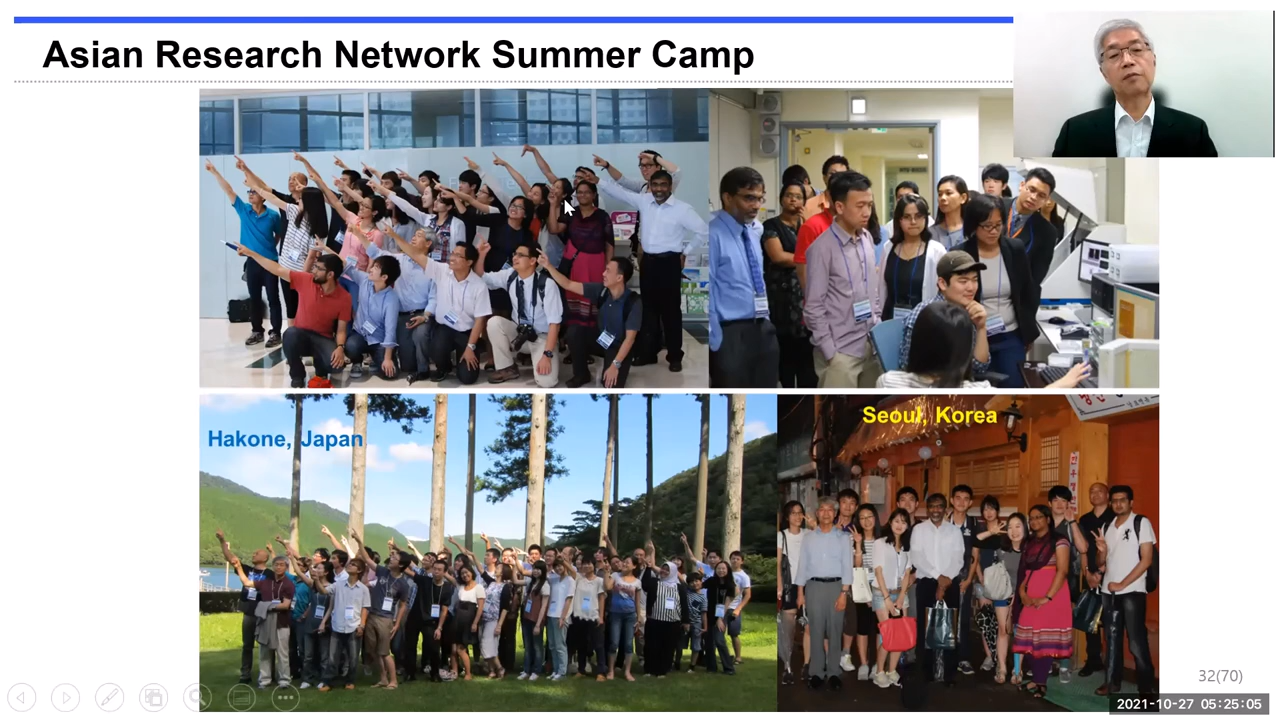 Asian Research Network Summer Camp
Hakone, Japan
Seoul, Korea
32(70)
2021-10-27 05:25:05